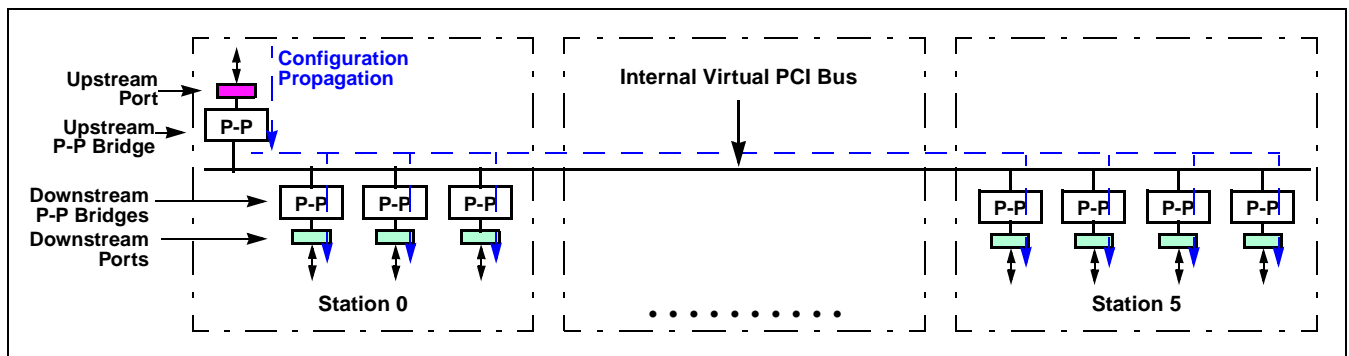 Configuration
Propagation
Upstream
Port
Internal Virtual PCI Bus
Upstream
P-P Bridge
P-P
Downstream
P-P Bridges
P-P
P-P
P-P
P-P
P-P
P-P
P-P
Downstream
Ports
Station 0
Station 5